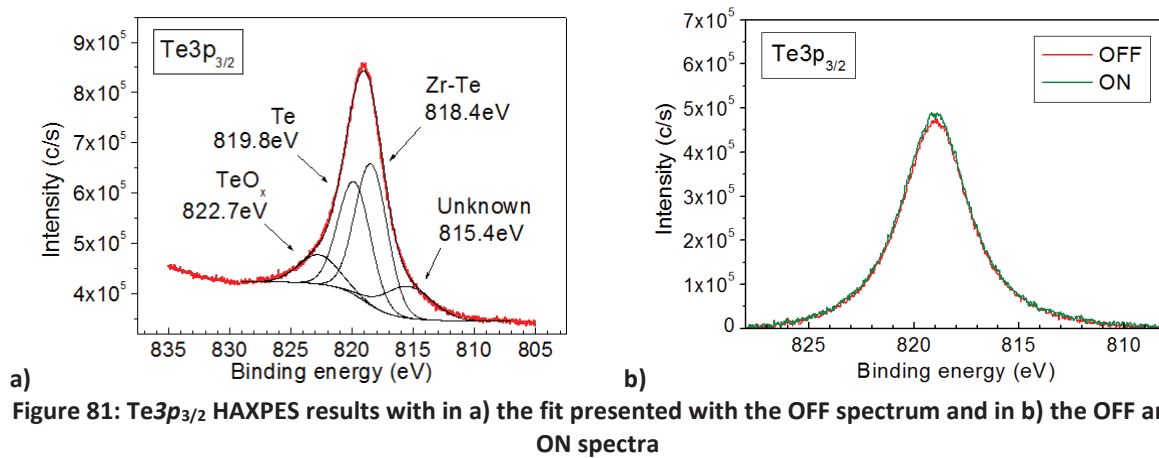 Te3p3/2
9x10^5
8x10^5
7x10^5
6x10^5
5x10^5
4x10^5
Intensity (c/s)
Te
819.8eV
Zr-Te
818.4eV
TeOx
822.7eV
Unknown
815.4eV
835 830 825 820 815 810 805
Binding energy (eV)
a)
Te3p3/2
OFF
ON
7x10^5
6x10^5
5x10^5
4x10^5
3x10^5
2x10^5
1x10^5
0
Intensity (c/s)
825 820 815 810
Binding energy (eV)
b)
Figure 81: Te3p3/2 HAXPES results with in a) the fit presented with the OFF spectrum and in b) the OFF
ON spectra